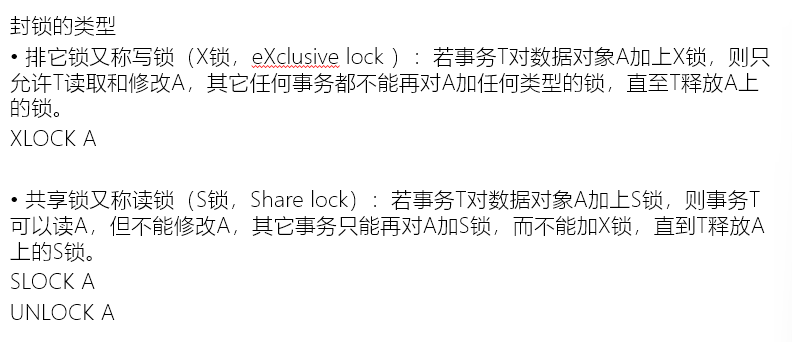 封锁的类型
• 排它锁又称写锁（X锁，eXclusive lock ）：若事务T对数据对象A加上X锁，则只
允许T读取和修改A，其它任何事务都不能再对A加任何类型的锁，直至T释放A上
的锁。
XLOCK A
• 共享锁又称读锁（S锁，Share lock）：若事务T对数据对象A加上S锁，则事务T
可以读A，但不能修改A，其它事务只能再对A加S锁，而不能加X锁，直到T释放A
上的S锁。
SLOCK A
UNLOCK A